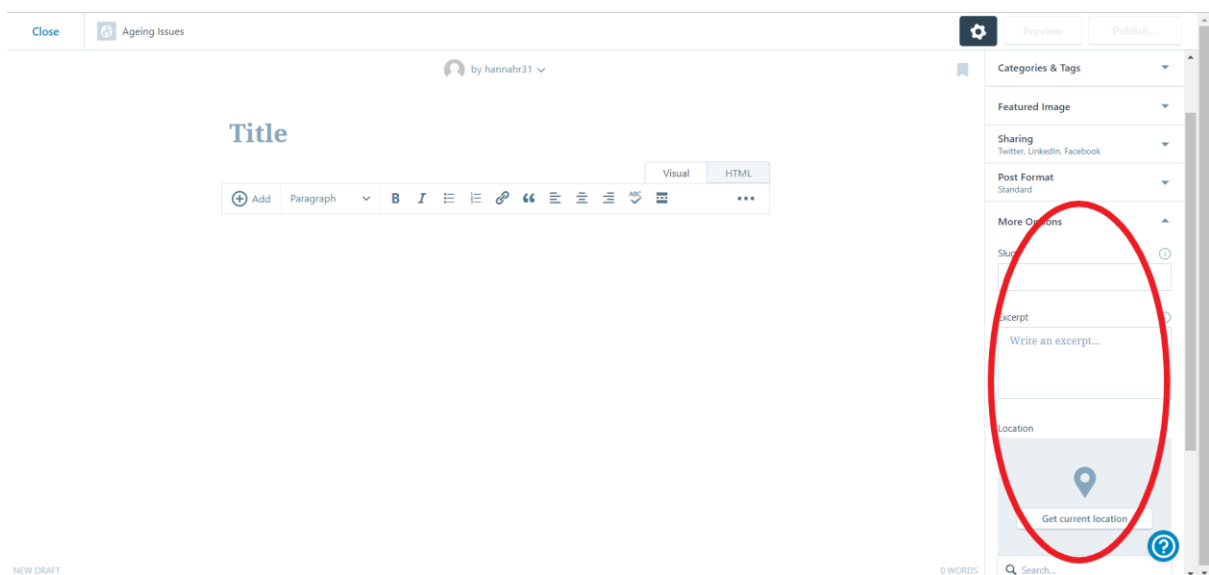 Close
Ageing Issues
Preview
Publish...
by hannahr31
Categories & Tags
Featured Image
Title
Sharing
Twitter, LinkedIn, Facebook
Visual
HTML
Post Format
Standard
Add
Paragraph
B
I
ABC
More Options
Slug
Excerpt
Write an excerpt...
Location
Get current location
Search...
NEW DRAFT
0 WORDS